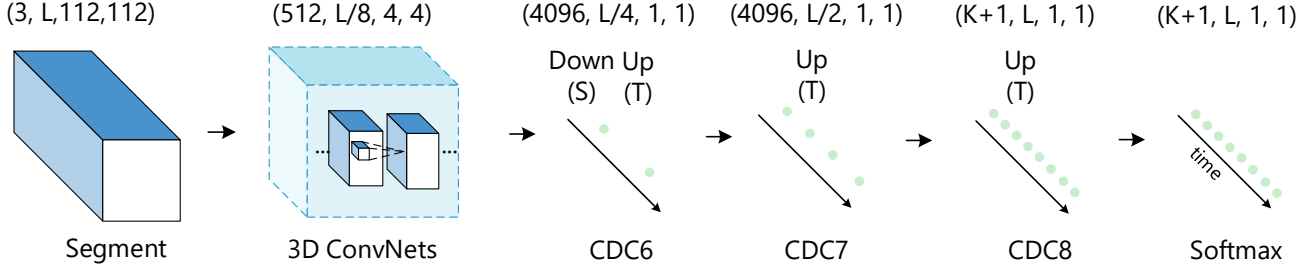 (3, L,112,112) (512, L/8, 4, 4) (4096, L/4, 1, 1) (4096, L/2, 1, 1) (K+1, L, 1, 1) (K+1, L, 1, 1)
Down Up Up Up
(S) (T) (T) (T)
time
Segment 3D ConvNets CDC6 CDC7 CDC8 Softmax